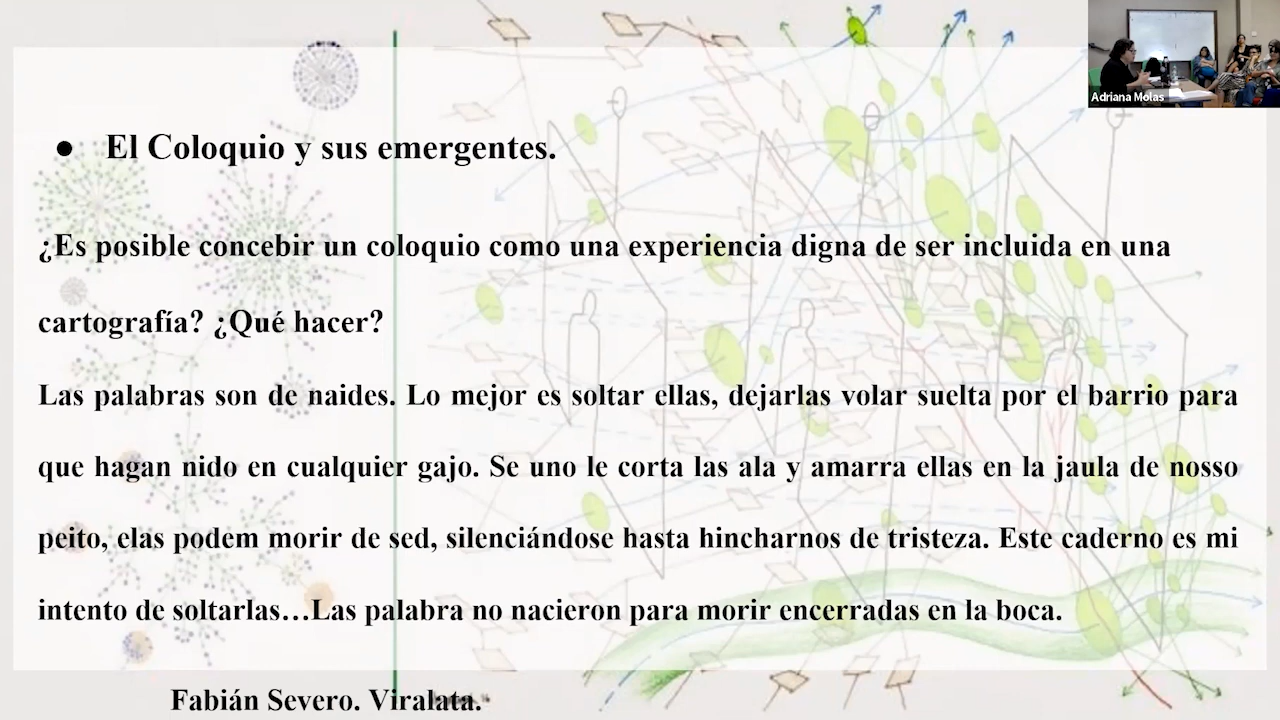 Adriana Molas
● El Coloquio y sus emergentes.
¿Es posible concebir un coloquio como una experiencia digna de ser incluida en una
cartografía? ¿Qué hacer?
Las palabras son de naides. Lo mejor es soltar ellas, dejarlas volar suelta por el barrio para
que hagan nido en cualquier gajo. Se uno le corta las ala y amarra ellas en la jaula de nosso
peito, elas podem morir de sed, silenciándose hasta hincharnos de tristeza. Este caderno es mi
intento de soltarlas…Las palabra no nacieron para morir encerradas en la boca.
Fabián Severo. Viralata.